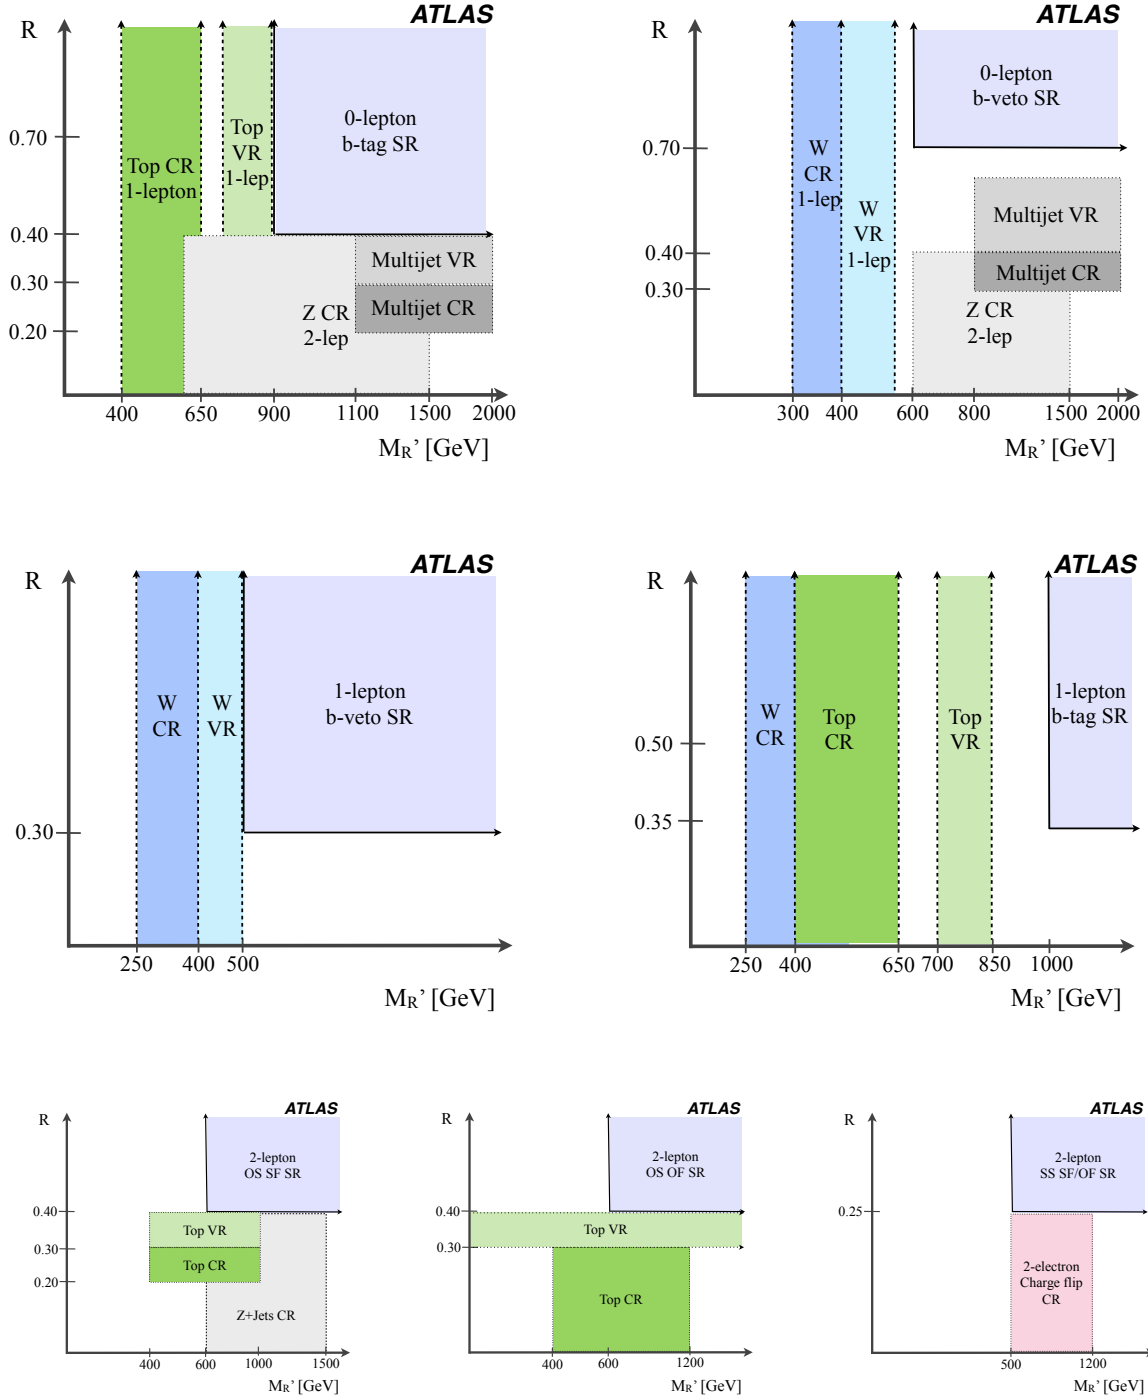 ATLAS
R
0.70
0.40
0.30
0.20
Top CR
1-lepton
Top
VR
1-lep
0-lepton
b-tag SR
Multijet VR
Multijet CR
Z CR
2-lep
400 650 900 1100 1500 2000
MR' [GeV]
ATLAS
R
0.70
0.40
0.30
W
CR
1-lep
W
VR
1-lep
0-lepton
b-veto SR
Multijet VR
Multijet CR
Z CR
2-lep
300 400 600 800 1500 2000
MR' [GeV]
ATLAS
R
0.30
W
CR
W
VR
1-lepton
b-veto SR
250 400 500
MR' [GeV]
ATLAS
R
0.50
0.35
W
CR
Top
CR
Top
VR
1-lepton
b-tag SR
250 400 650 700 850 1000
MR' [GeV]
ATLAS
R
0.40
0.30
0.20
2-lepton
OS SF SR
Top VR
Top CR
Z+Jets CR
400 600 1000 1500
MR' [GeV]
ATLAS
R
0.40
0.30
2-lepton
OS OF SR
Top VR
Top CR
400 600 1200
MR' [GeV]
ATLAS
R
0.25
2-lepton
SS SF/OF SR
2-electron
Charge flip
CR
500 1200
MR' [GeV]